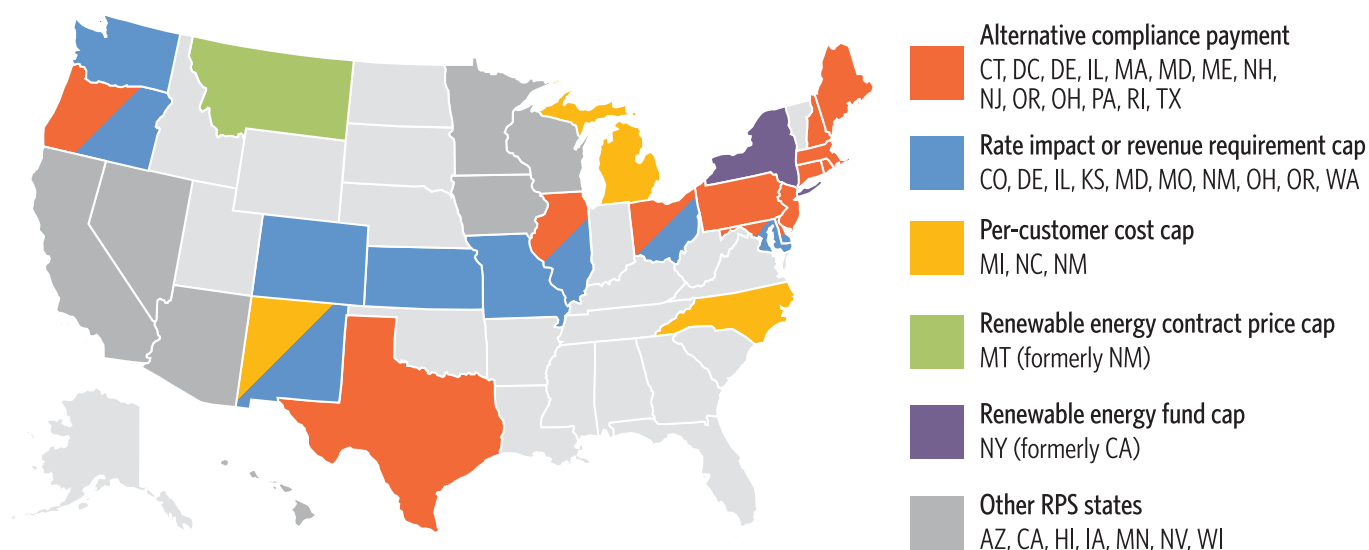 Alternative compliance payment
CT, DC, DE, IL, MA, MD, ME, NH,
NJ, OR, OH, PA, RI, TX
Rate impact or revenue requirement cap
CO, DE, IL, KS, MD, MO, NM, OH, OR, WA
Per-customer cost cap
MI, NC, NM
Renewable energy contract price cap
MT (formerly NM)
Renewable energy fund cap
NY (formerly CA)
Other RPS states
AZ, CA, HI, IA, MN, NV, WI